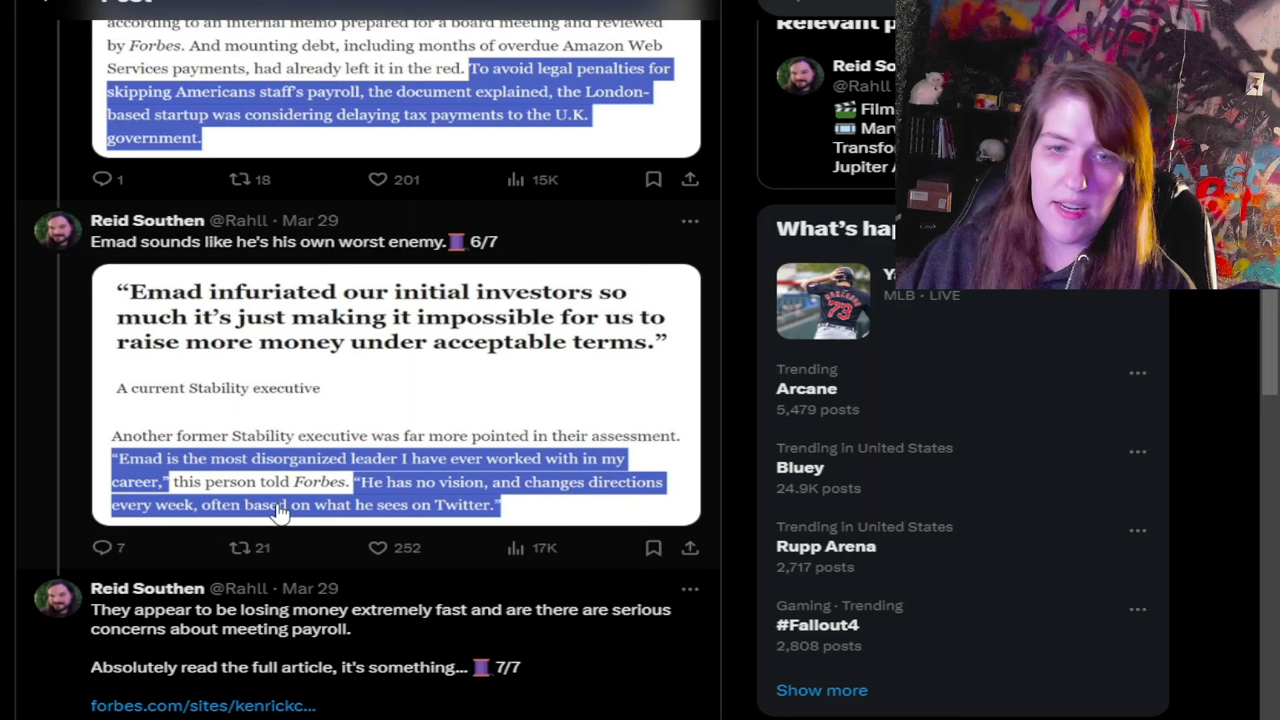 according to an internal memo prepared for a board meeting and reviewed
by Forbes. And mounting debt, including months of overdue Amazon Web
Services payments, had already left it in the red. To avoid legal penalties for
skipping Americans staff's payroll, the document explained, the London-
based startup was considering delaying tax payments to the U.K.
government.
1
18
201
15K
Reid Southen @Rahll · Mar 29
Emad sounds like he's his own worst enemy. 6/7
“Emad infuriated our initial investors so
much it's just making it impossible for us to
raise more money under acceptable terms.”
A current Stability executive
Another former Stability executive was far more pointed in their assessment.
“Emad is the most disorganized leader I have ever worked with in my
career,” this person told Forbes. “He has no vision, and changes directions
every week, often based on what he sees on Twitter.”
7
21
252
17K
Reid Southen @Rahll · Mar 29
They appear to be losing money extremely fast and are there are serious
concerns about meeting payroll.
Absolutely read the full article, it's something... 7/7
forbes.com/sites/kenrickc...
Relevant p
Reid So
@Rahll
Film
Mar
Transfo
Jupiter A
What's ha
MLB · LIVE
Trending
Arcane
5,479 posts
Trending in United States
Bluey
24.9K posts
Trending in United States
Rupp Arena
2,717 posts
Gaming · Trending
#Fallout4
2,808 posts
Show more